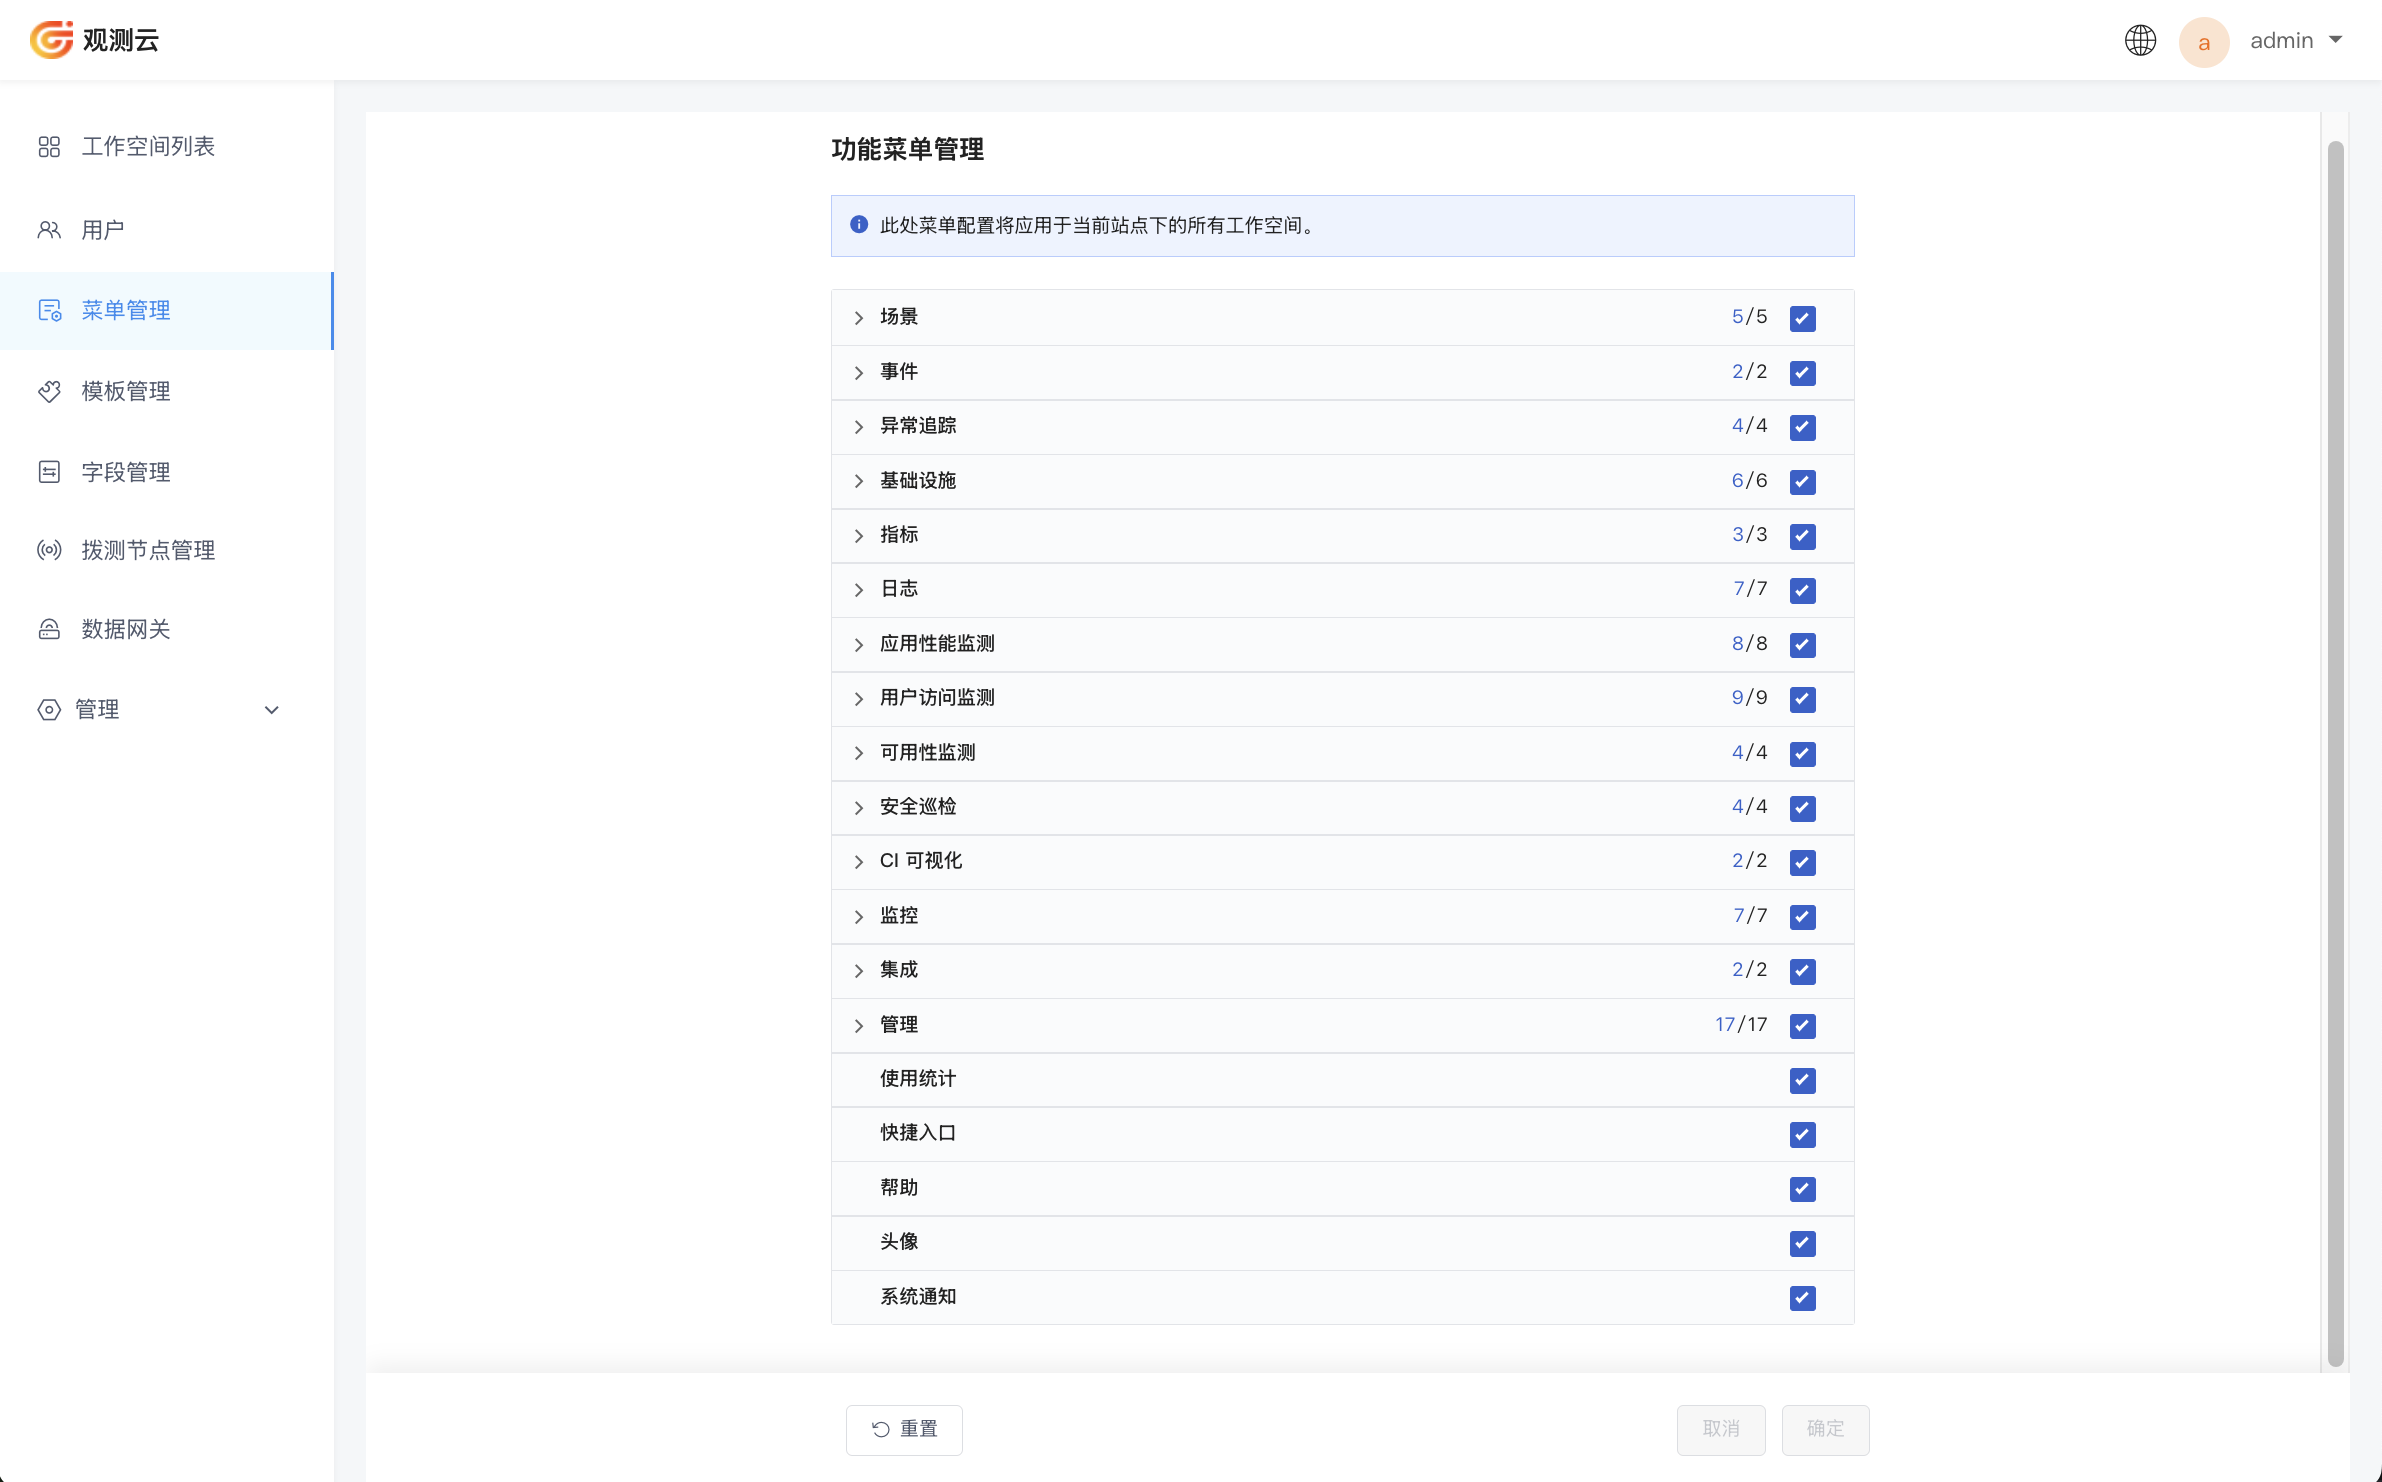 观测云
a
admin
工作空间列表
用户
菜单管理
模板管理
字段管理
拨测节点管理
数据网关
管理
功能菜单管理
此处菜单配置将应用于当前站点下的所有工作空间。
场景 5/5
事件 2/2
异常追踪 4/4
基础设施 6/6
指标 3/3
日志 7/7
应用性能监测 8/8
用户访问监测 9/9
可用性监测 4/4
安全巡检 4/4
CI 可视化 2/2
监控 7/7
集成 2/2
管理 17/17
使用统计
快捷入口
帮助
头像
系统通知
重置
取消
确定